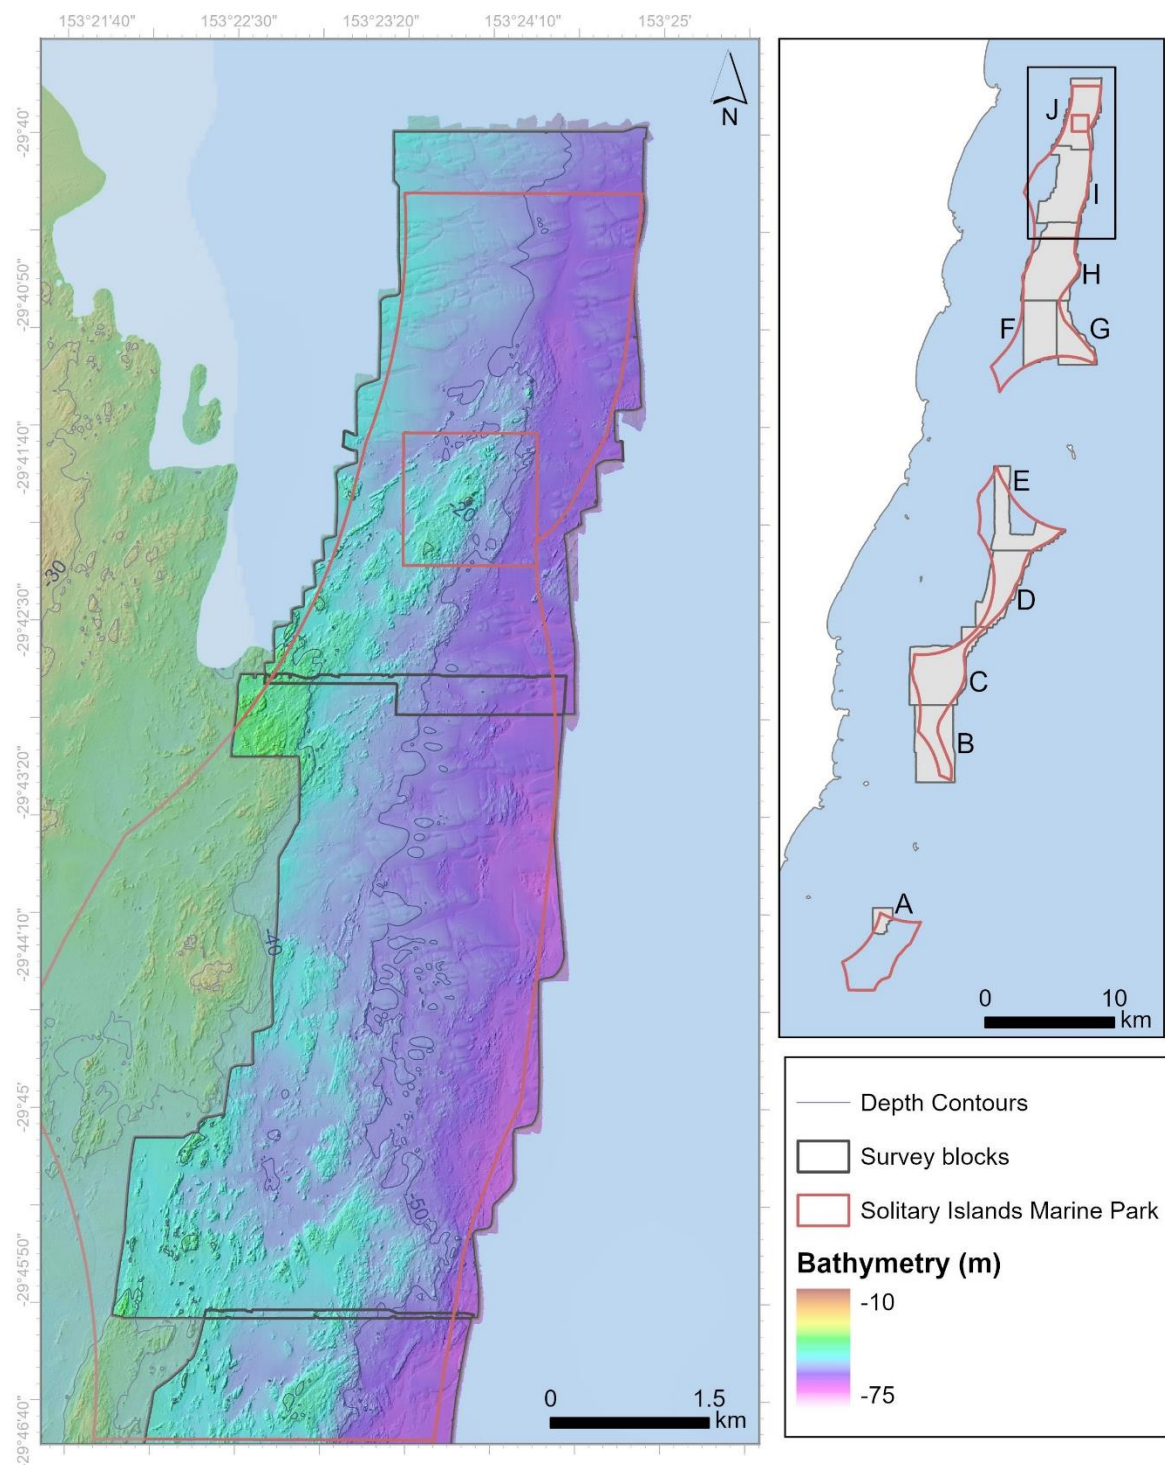 153°21'40"
153°22'30"
153°23'20"
153°24'10"
153°25'
-29°40'
-29°40'50"
-29°41'40"
-29°42'30"
-29°43'20"
-29°44'10"
-29°45'
-29°45'50"
-29°46'40"
N
-30
-20
-40
-50
0 1.5
km
J
I
H
F
G
E
D
C
B
A
0 10
km
Depth Contours
Survey blocks
Solitary Islands Marine Park
Bathymetry (m)
-10
-75